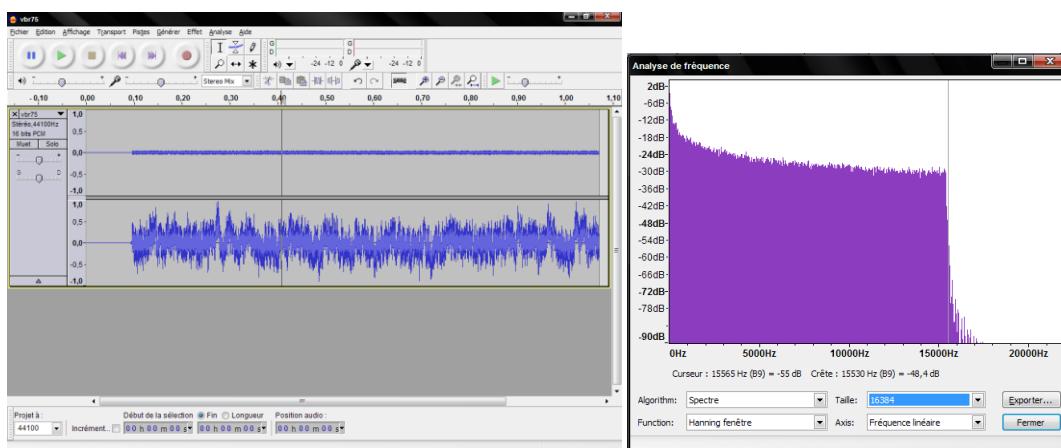 vbr75
Fichier Edition Affichage Transport Pistes Générer Effet Analyse Aide
G
D
-24 -12 0
G
D
-24 -12 0
Stereo Mix
- 0,10 0,00 0,10 0,20 0,30 0,40 0,50 0,60 0,70 0,80 0,90 1,00 1,10
vbr75
Stéréo,44100Hz
16 bits PCM
Muet Solo
- +
G D
1,0
0,5
0,0
-0,5
-1,0
1,0
0,5
0,0
-0,5
-1,0
Projet à :
44100
Incrément...
Début de la sélection Fin Longueur Position audio :
00 h 00 m 00 s 00 h 00 m 00 s 00 h 00 m 00 s
Analyse de fréquence
2dB
-6dB
-12dB
-18dB
-24dB
-30dB
-36dB
-42dB
-48dB
-54dB
-60dB
-66dB
-72dB
-78dB
-90dB
0Hz 5000Hz 10000Hz 15000Hz 20000Hz
Curseur : 15565 Hz (B9) = -55 dB Crête : 15530 Hz (B9) = -48,4 dB
Algorithm: Spectre Taille: 16384 Exporter...
Function: Hanning fenêtre Axis: Fréquence linéaire Fermer